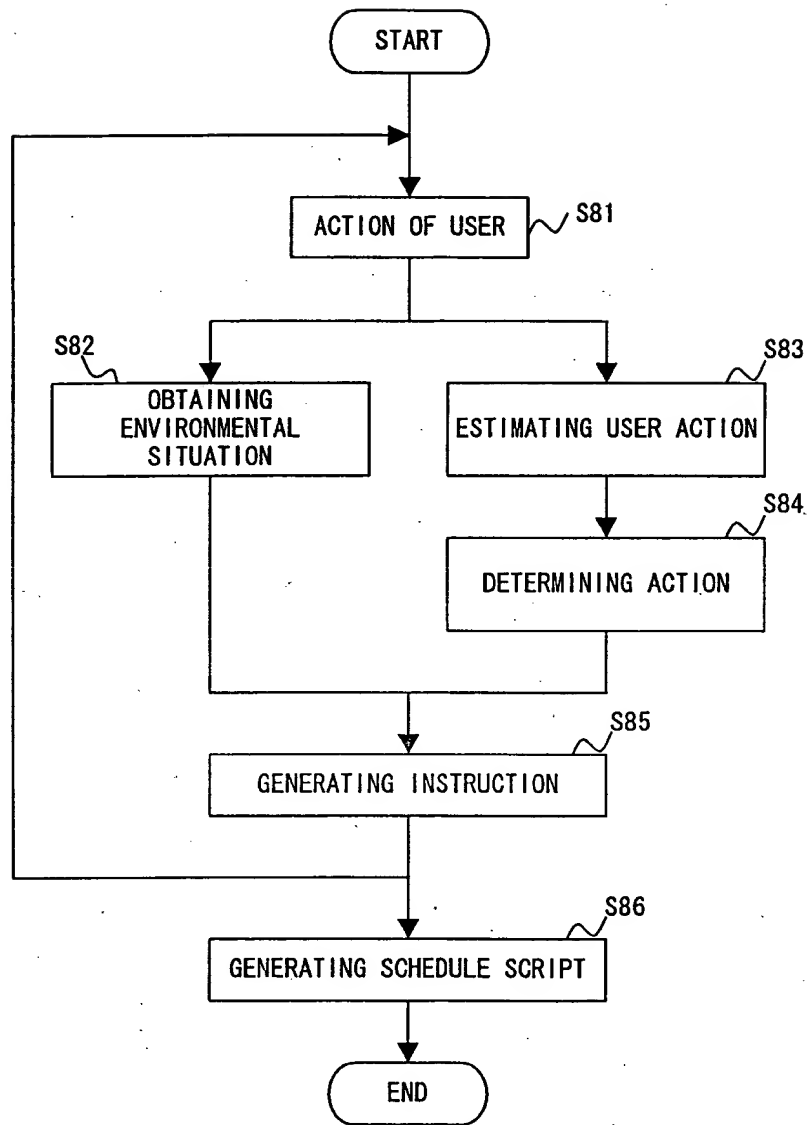 START
ACTION OF USER
S81
S82
OBTAINING
ENVIRONMENTAL
SITUATION
S83
ESTIMATING USER ACTION
S84
DETERMINING ACTION
S85
GENERATING INSTRUCTION
S86
GENERATING SCHEDULE SCRIPT
END